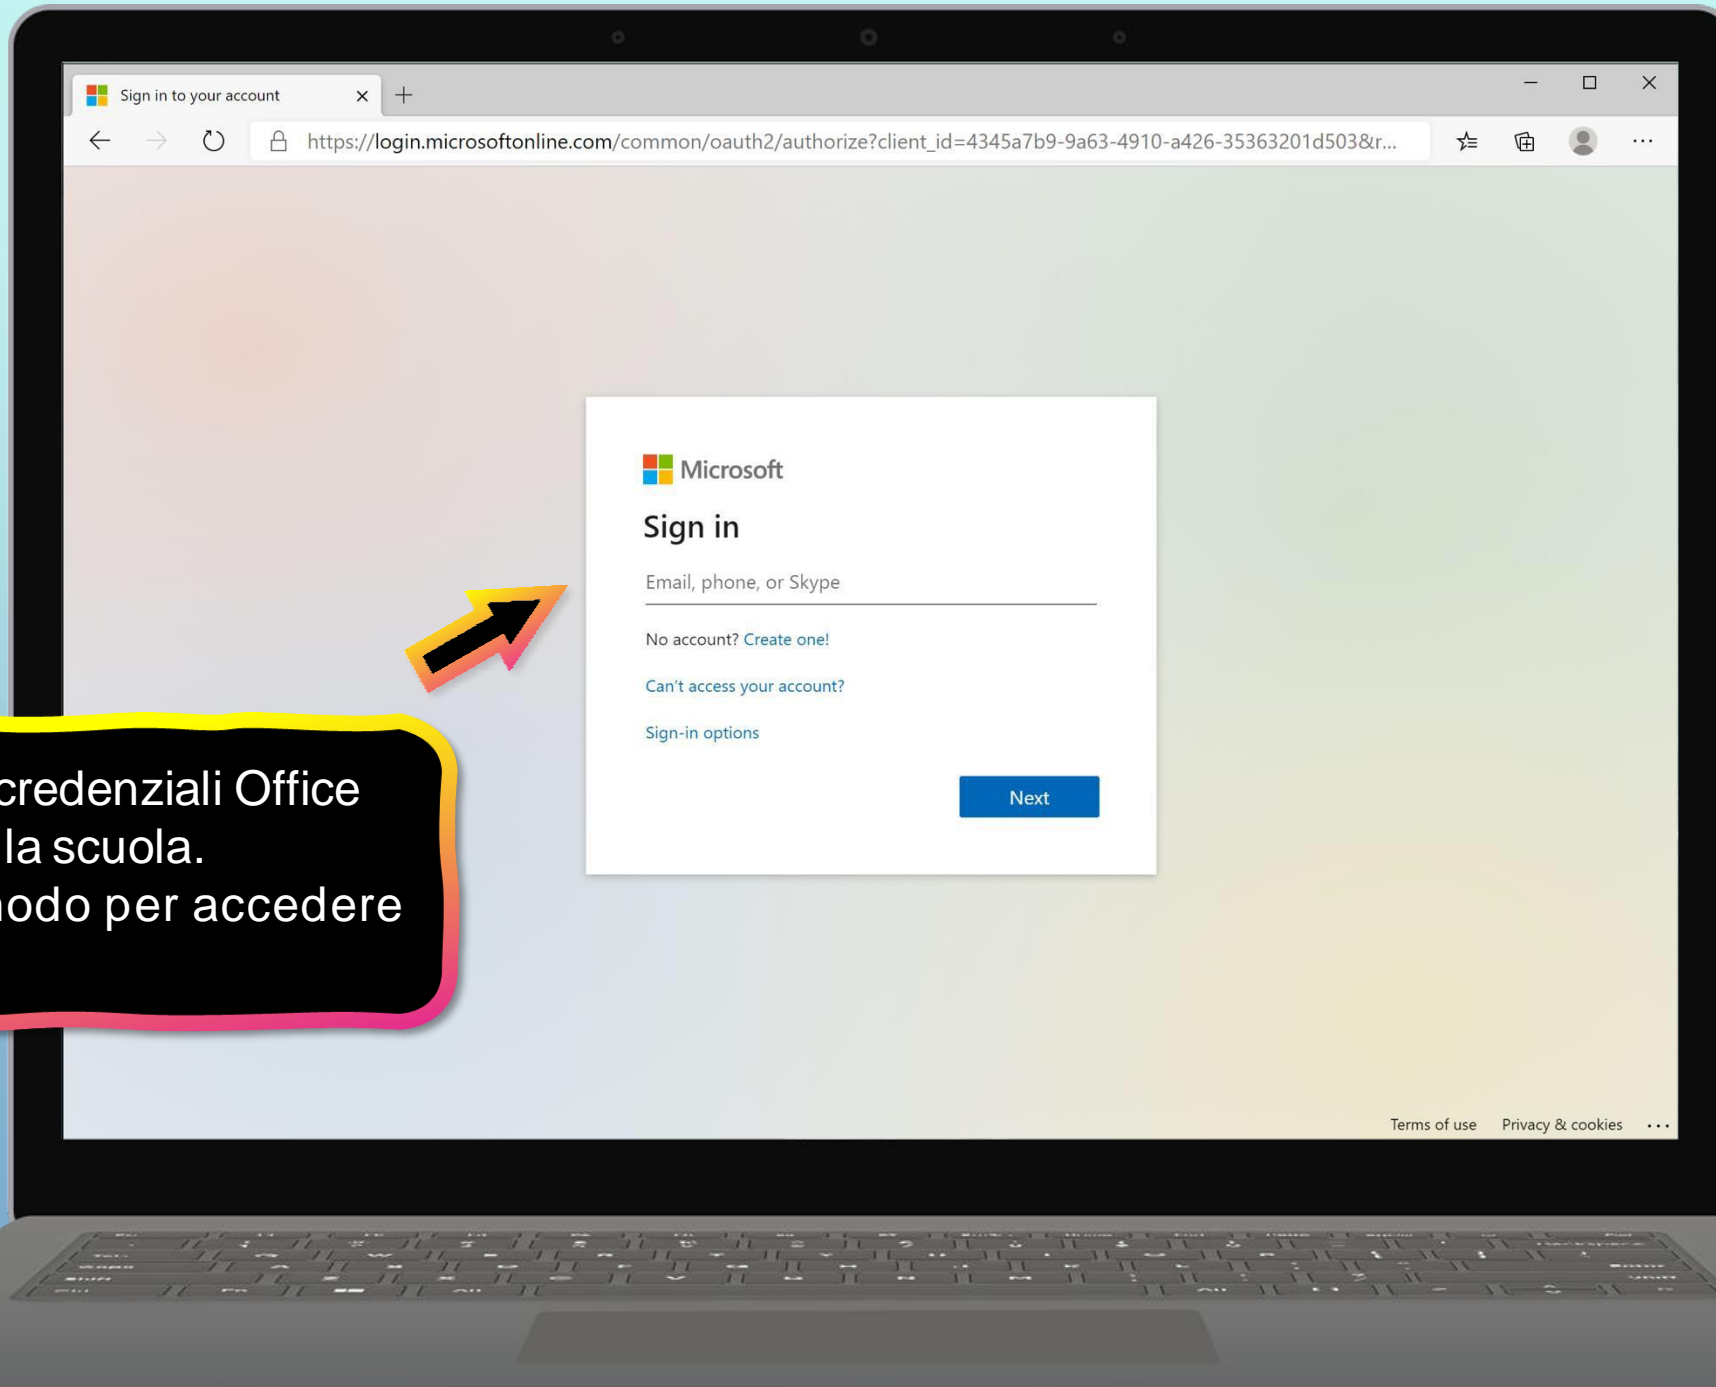 Sign in to your account
https://login.microsoftonline.com/common/oauth2/authorize?client_id=4345a7b9-9a63-4910-a426-35363201d503&r...
Microsoft
Sign in
Email, phone, or Skype
No account? Create one!
Can't access your account?
Sign-in options
Next
credenziali Office
la scuola.
per accedere
Terms of use Privacy & cookies